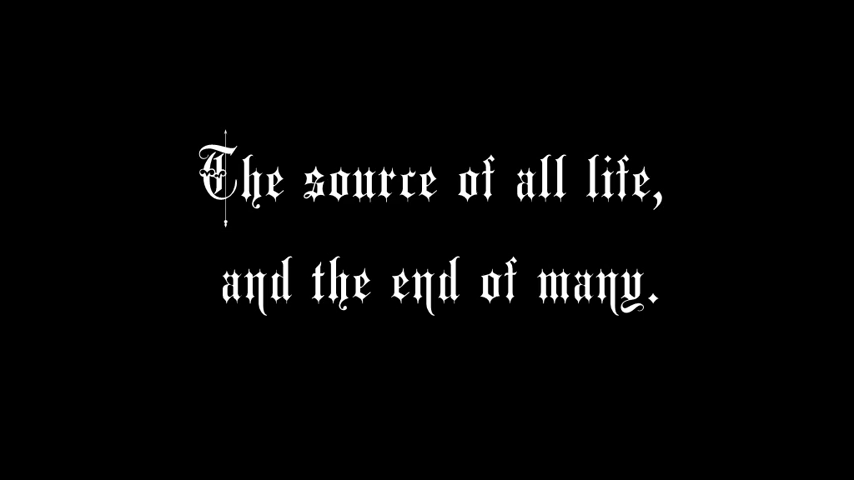 The source of all life,
and the end of many.